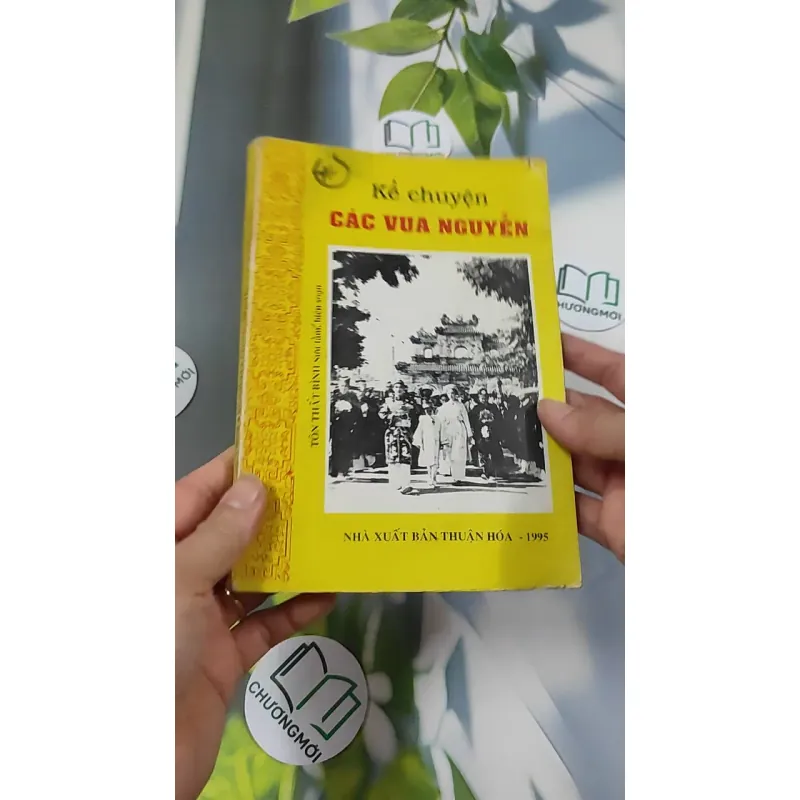 Kể chuyện
CÁC VUA NGUYỄN
TÔN THẤT BÌNH sưu tầm, biên soạn
NHÀ XUẤT BẢN THUẬN HÓA - 1995
CHƯƠNGMỚI
CHƯƠNGMỚI